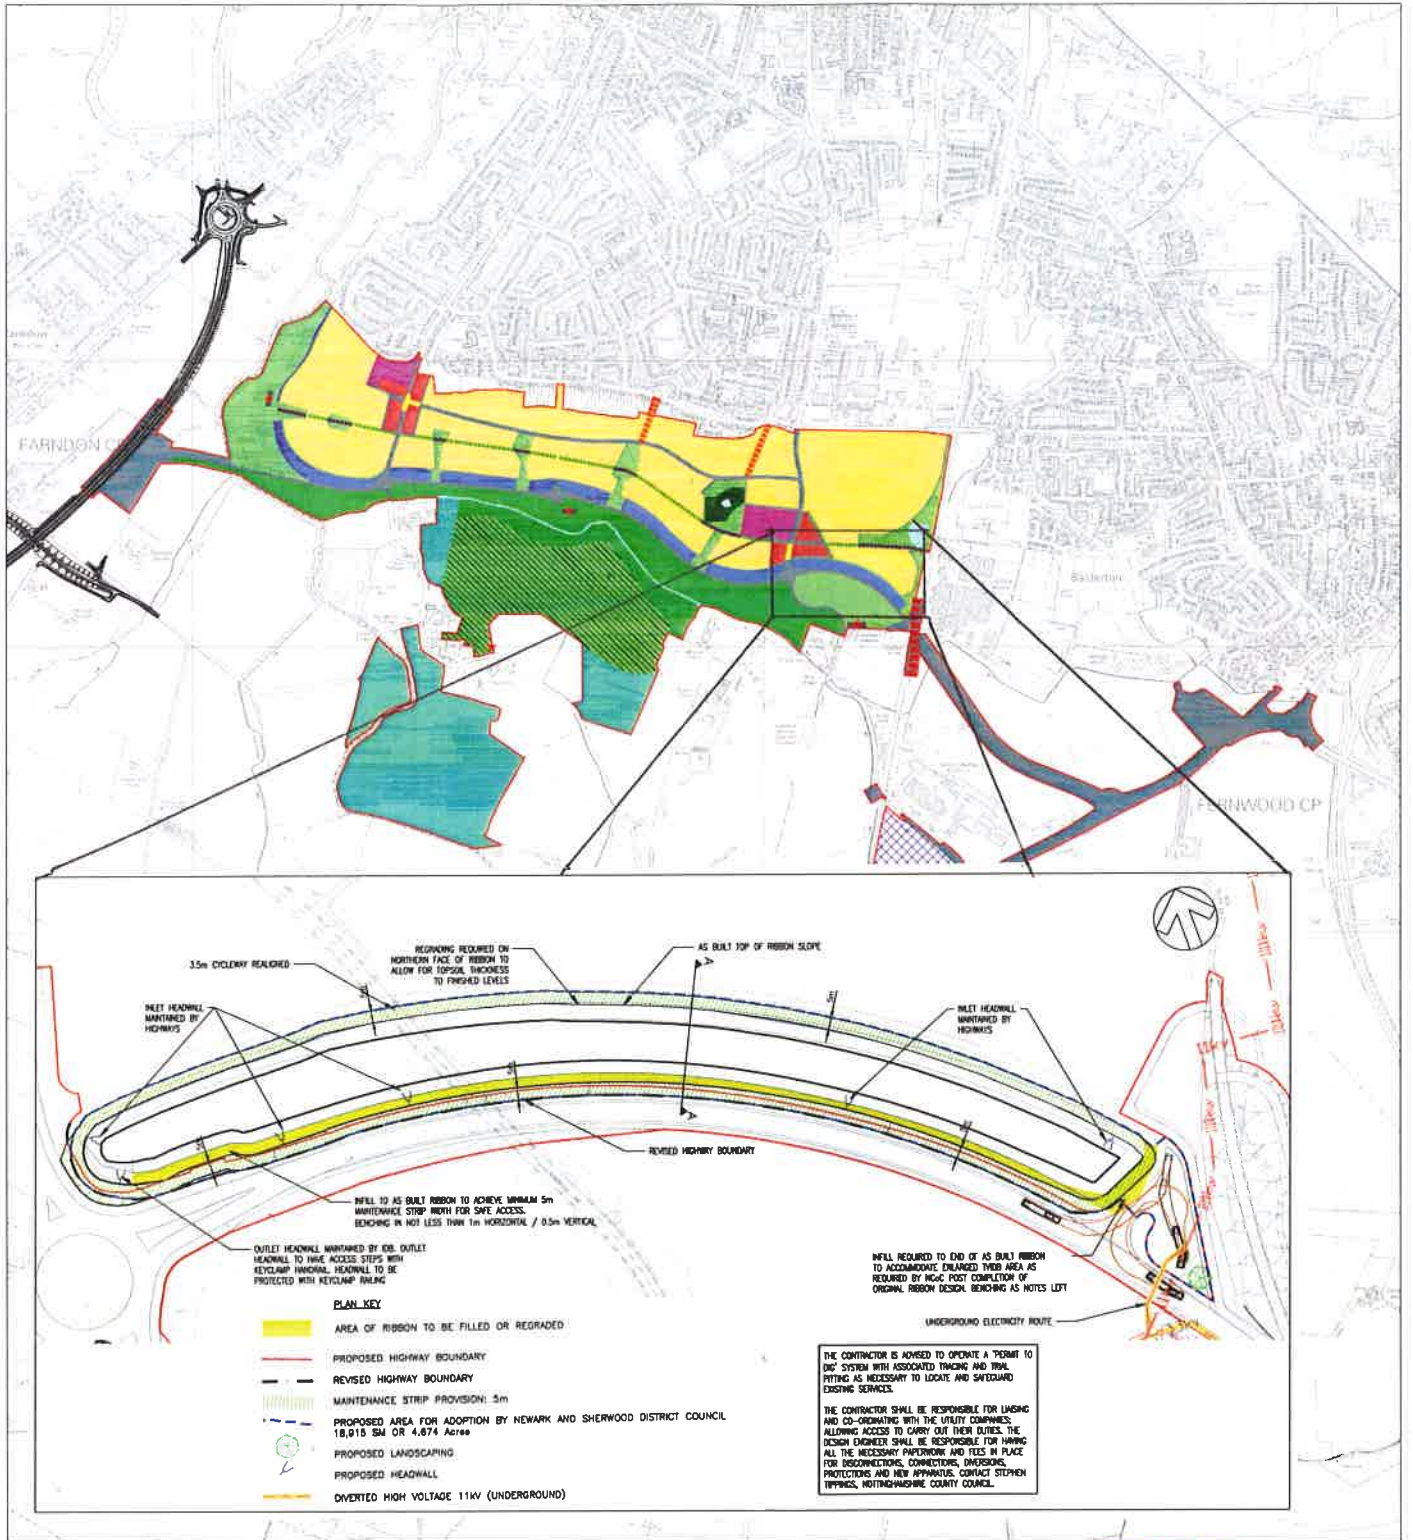 FARNDON CP
Balderton
FERNWOOD CP
REGRADING REQUIRED ON
NORTHERN FACE OF RIBBON TO
ALLOW FOR TOPSOIL THICKNESS
TO FINISHED LEVELS
AS BUILT TOP OF RIBBON SLOPE
3.5m CYCLEWAY REALIGNED
A
5m
5m
INLET HEADWALL
MAINTAINED BY
HIGHWAYS
INLET HEADWALL
MAINTAINED BY
HIGHWAYS
11kv
5m
A
5m
5m
REVISED HIGHWAY BOUNDARY
INFILL TO AS BUILT RIBBON TO ACHIEVE MINIMUM 5m
MAINTENANCE STRIP WIDTH FOR SAFE ACCESS.
BENCHING IN NOT LESS THAN 1m HORIZONTAL / 0.5m VERTICAL
OUTLET HEADWALL MAINTAINED BY IDB. OUTLET
HEADWALL TO HAVE ACCESS STEPS WITH
KEYCLAMP HANDRAIL. HEADWALL TO BE
PROTECTED WITH KEYCLAMP RAILING
INFILL REQUIRED TO END OF AS BUILT RIBBON
TO ACCOMMODATE ENLARGED TVIDB AREA AS
REQUIRED BY NCoC POST COMPLETION OF
ORIGINAL RIBBON DESIGN. BENCHING AS NOTES LEFT
UNDERGROUND ELECTRICITY ROUTE
PLAN KEY
AREA OF RIBBON TO BE FILLED OR REGRADED
PROPOSED HIGHWAY BOUNDARY
REVISED HIGHWAY BOUNDARY
MAINTENANCE STRIP PROVISION: 5m
PROPOSED AREA FOR ADOPTION BY NEWARK AND SHERWOOD DISTRICT COUNCIL
18,915 SM OR 4.674 Acres
PROPOSED LANDSCAPING
PROPOSED HEADWALL
DIVERTED HIGH VOLTAGE 11kV (UNDERGROUND)
THE CONTRACTOR IS ADVISED TO OPERATE A 'PERMIT TO
DIG' SYSTEM WITH ASSOCIATED TRACING AND TRIAL
PITTING AS NECESSARY TO LOCATE AND SAFEGUARD
EXISTING SERVICES.
THE CONTRACTOR SHALL BE RESPONSIBLE FOR LIAISING
AND CO-ORDINATING WITH THE UTILITY COMPANIES;
ALLOWING ACCESS TO CARRY OUT THEIR DUTIES. THE
DESIGN ENGINEER SHALL BE RESPONSIBLE FOR HAVING
ALL THE NECESSARY PAPERWORK AND FEES IN PLACE
FOR DISCONNECTIONS, CONNECTIONS, DIVERSIONS,
PROTECTIONS AND NEW APPARATUS. CONTACT STEPHEN
TIPPINGS, NOTTINGHAMSHIRE COUNTY COUNCIL.